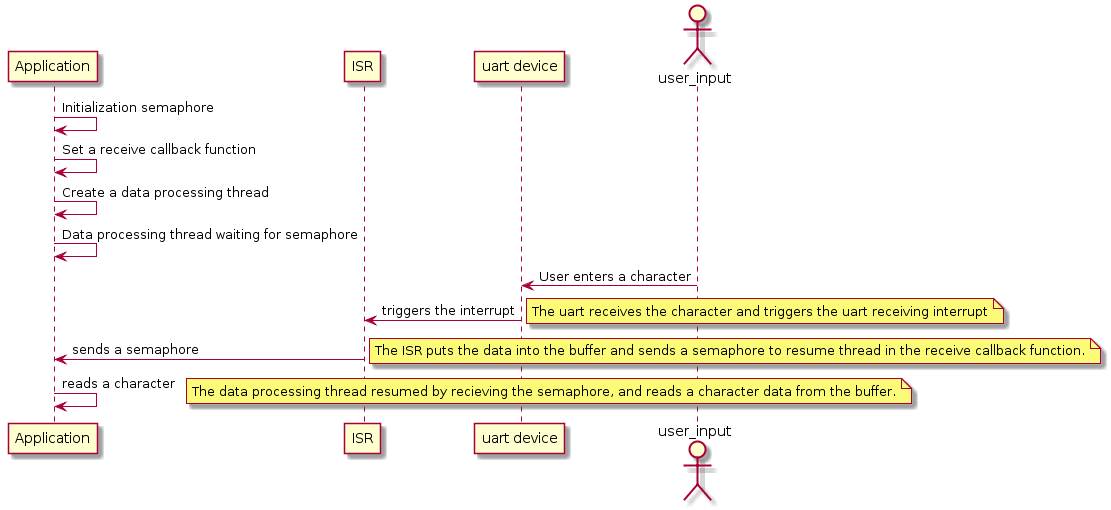 user_input
Application
ISR
uart device
Initialization semaphore
Set a receive callback function
Create a data processing thread
Data processing thread waiting for semaphore
User enters a character
triggers the interrupt
The uart receives the character and triggers the uart receiving interrupt
sends a semaphore
The ISR puts the data into the buffer and sends a semaphore to resume thread in the receive callback function.
reads a character
The data processing thread resumed by recieving the semaphore, and reads a character data from the buffer.
Application
ISR
uart device
user_input